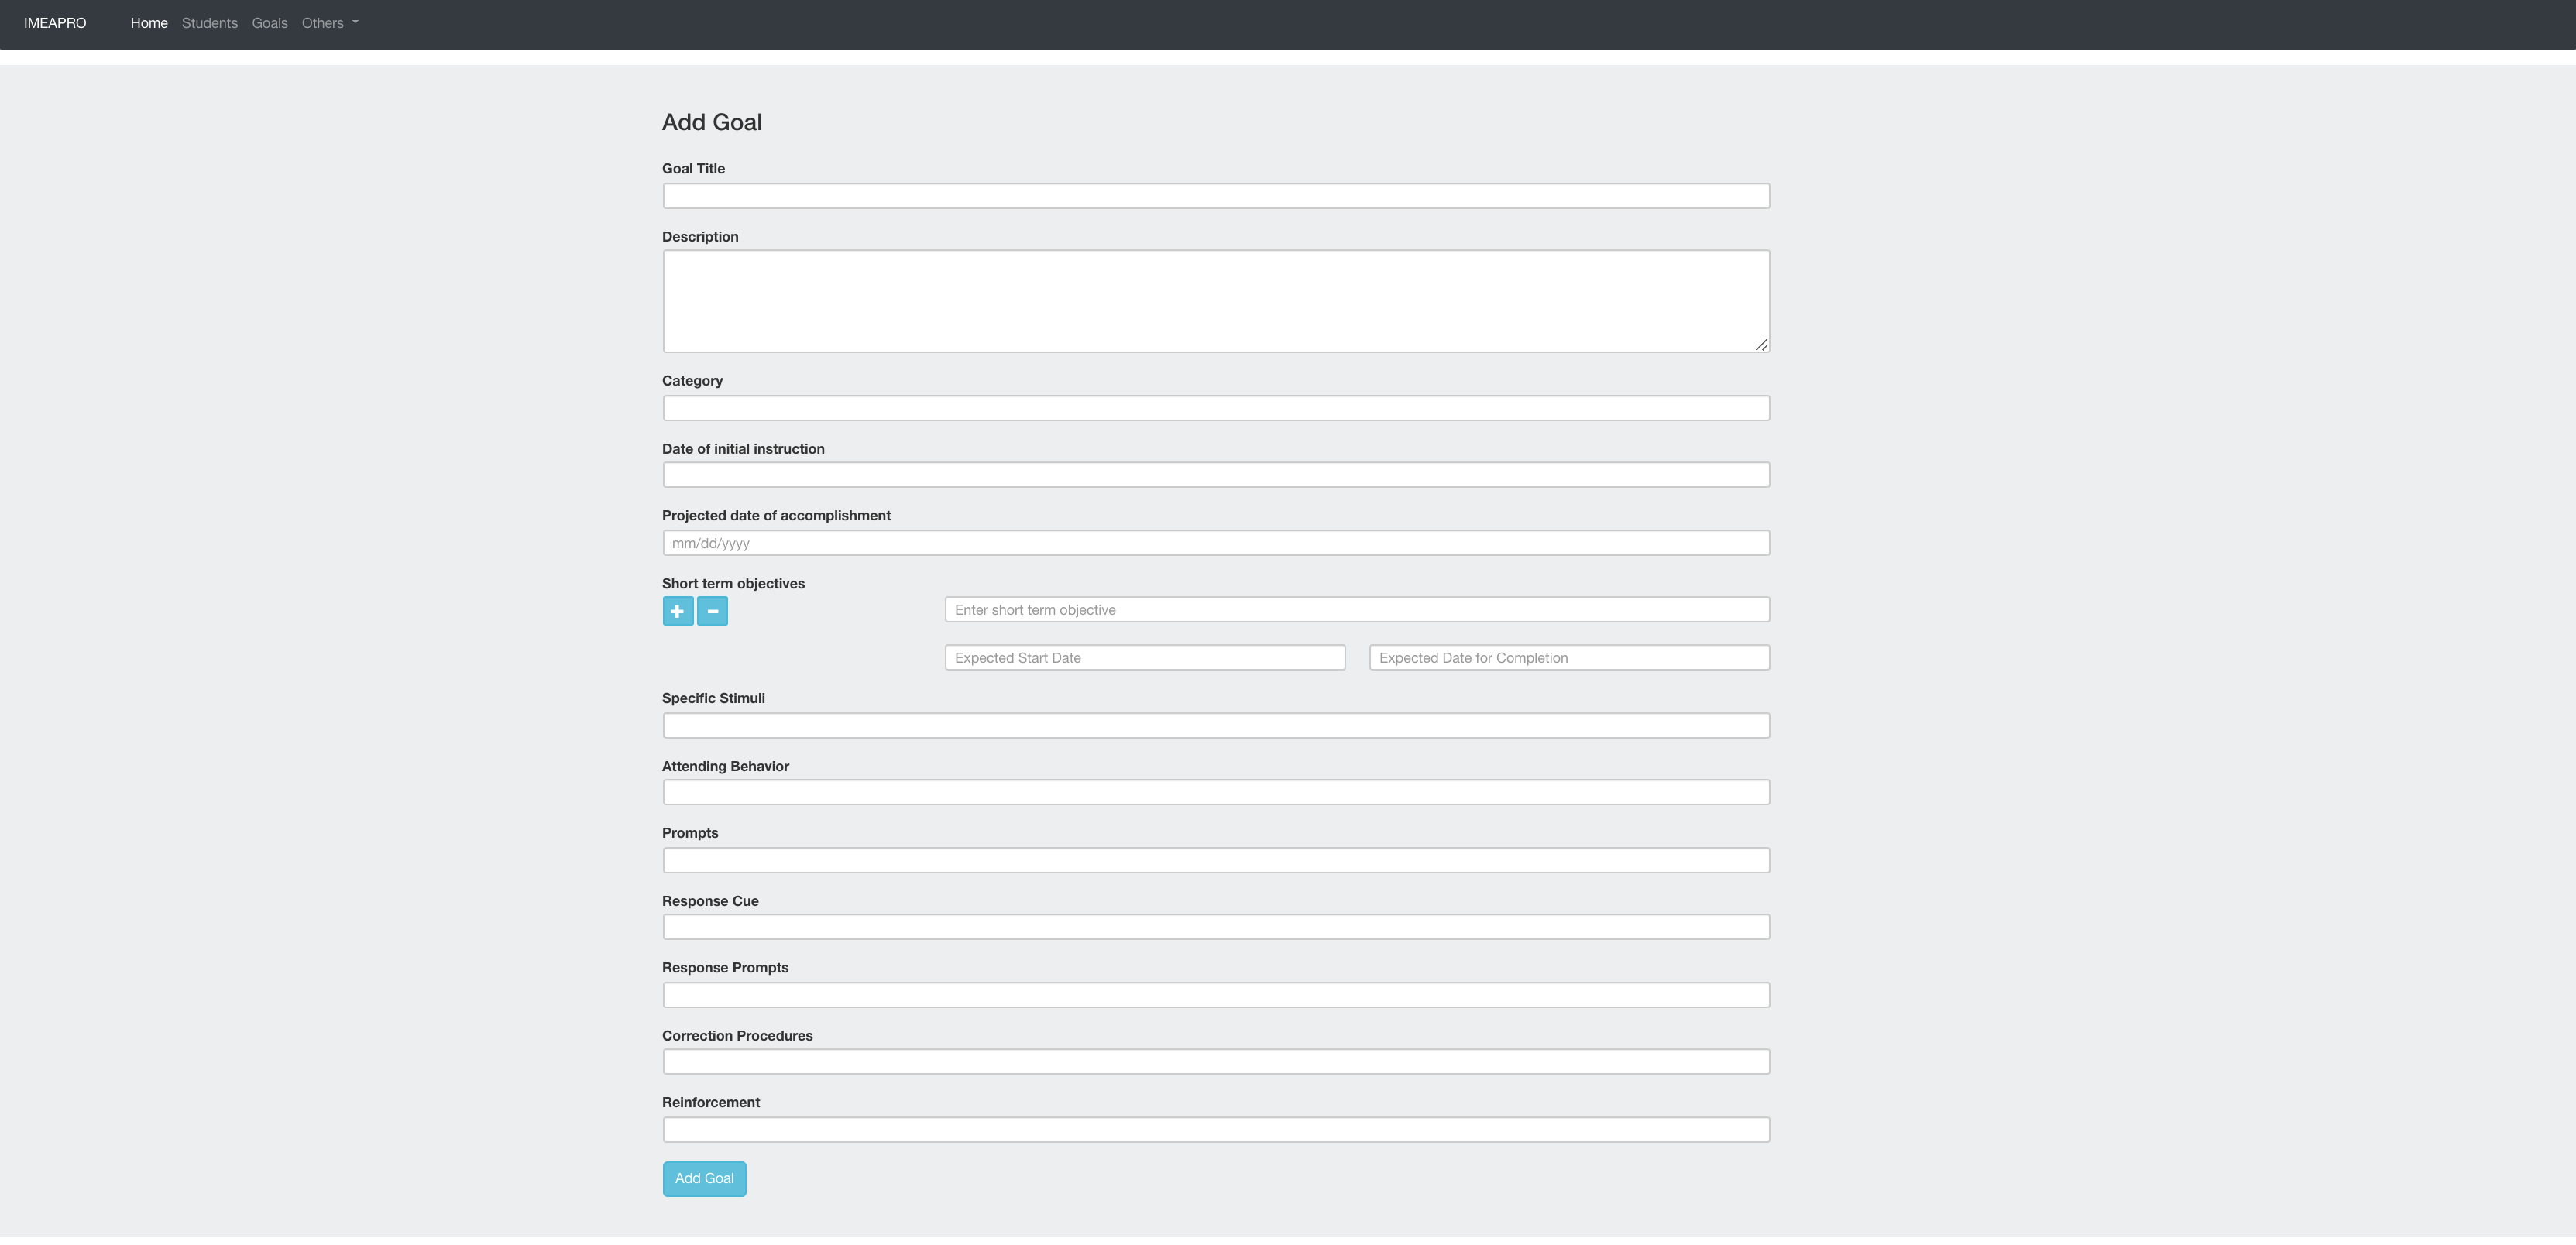 IMEAPRO Home Students Goals Others
Add Goal
Goal Title
Description
Category
Date of initial instruction
Projected date of accomplishment
mm/dd/yyyy
Short term objectives
Enter short term objective
Expected Start Date Expected Date for Completion
Specific Stimuli
Attending Behavior
Prompts
Response Cue
Response Prompts
Correction Procedures
Reinforcement
Add Goal